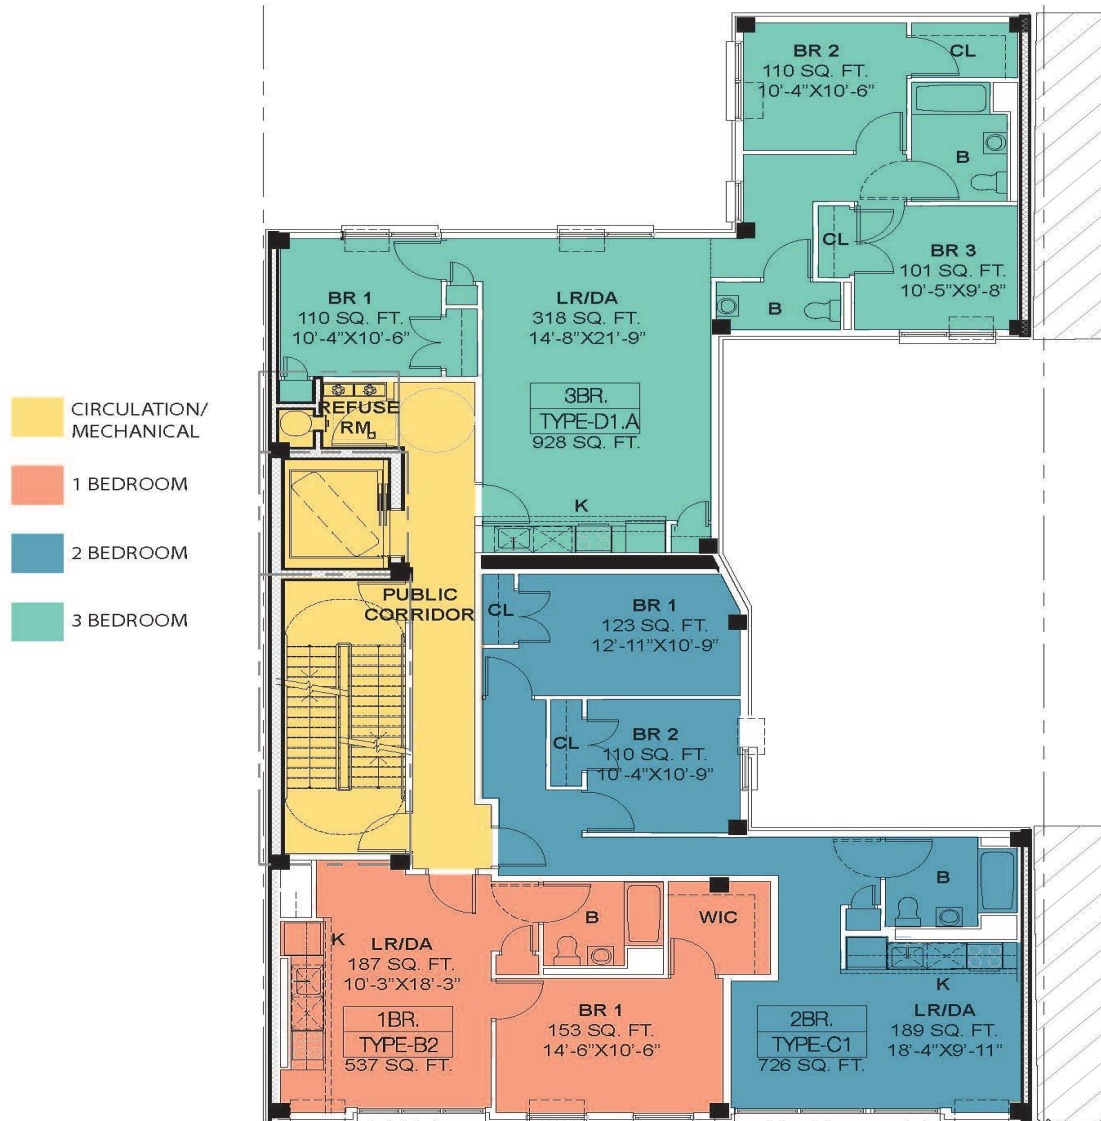 CIRCULATION/
MECHANICAL
1 BEDROOM
2 BEDROOM
3 BEDROOM
BR 2
110 SQ. FT.
10'-4"X10'-6"
CL
B
CL
BR 3
101 SQ. FT.
10'-5"X9'-8"
B
BR 1
110 SQ. FT.
10'-4"X10'-6"
LR/DA
318 SQ. FT.
14'-8"X21'-9"
3BR.
TYPE-D1.A
928 SQ. FT.
K
REFUSE
RM.
PUBLIC
CORRIDOR
CL
BR 1
123 SQ. FT.
12'-11"X10'-9"
CL
BR 2
110 SQ. FT.
10'-4"X10'-9"
B
K
LR/DA
189 SQ. FT.
18'-4"X9'-11"
2BR.
TYPE-C1
726 SQ. FT.
K
LR/DA
187 SQ. FT.
10'-3"X18'-3"
1BR.
TYPE-B2
537 SQ. FT.
B
WIC
BR 1
153 SQ. FT.
14'-6"X10'-6"